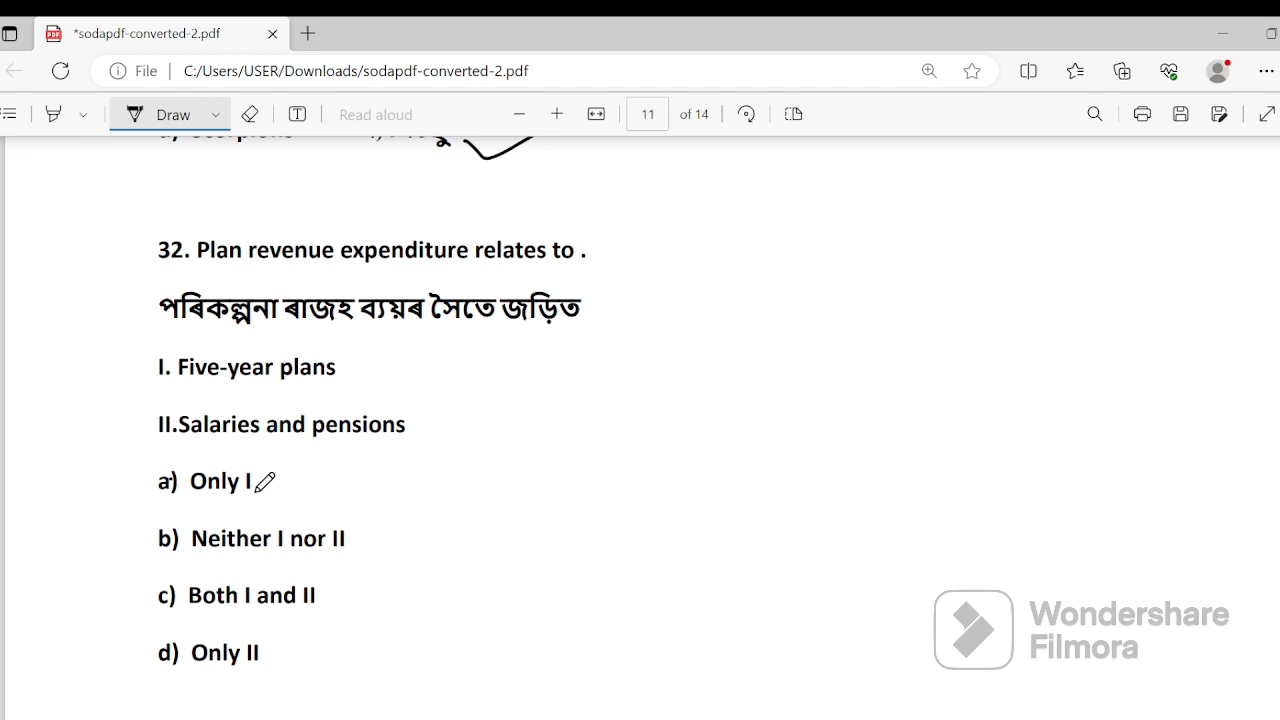 *sodapdf-converted-2.pdf
File
C:/Users/USER/Downloads/sodapdf-converted-2.pdf
Draw
Read aloud
11 of 14
32. Plan revenue expenditure relates to .
পৰিকল্পনা ৰাজহ ব্যয়ৰ সৈতে জড়িত
I. Five-year plans
II.Salaries and pensions
a) Only I
b) Neither I nor II
c) Both I and II
d) Only II
Wondershare
Filmora